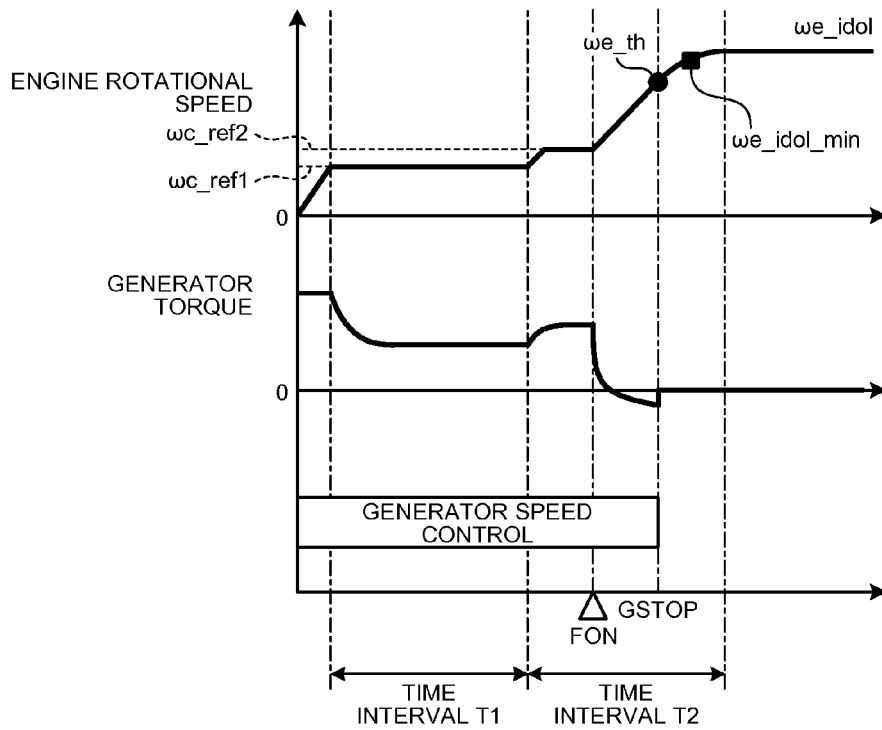 ωe_idol
ωe_th
ENGINE ROTATIONAL
SPEED
ωc_ref2
ωe_idol_min
ωc_ref1
0
GENERATOR
TORQUE
0
GENERATOR SPEED
CONTROL
GSTOP
FON
TIME
INTERVAL T1
TIME
INTERVAL T2